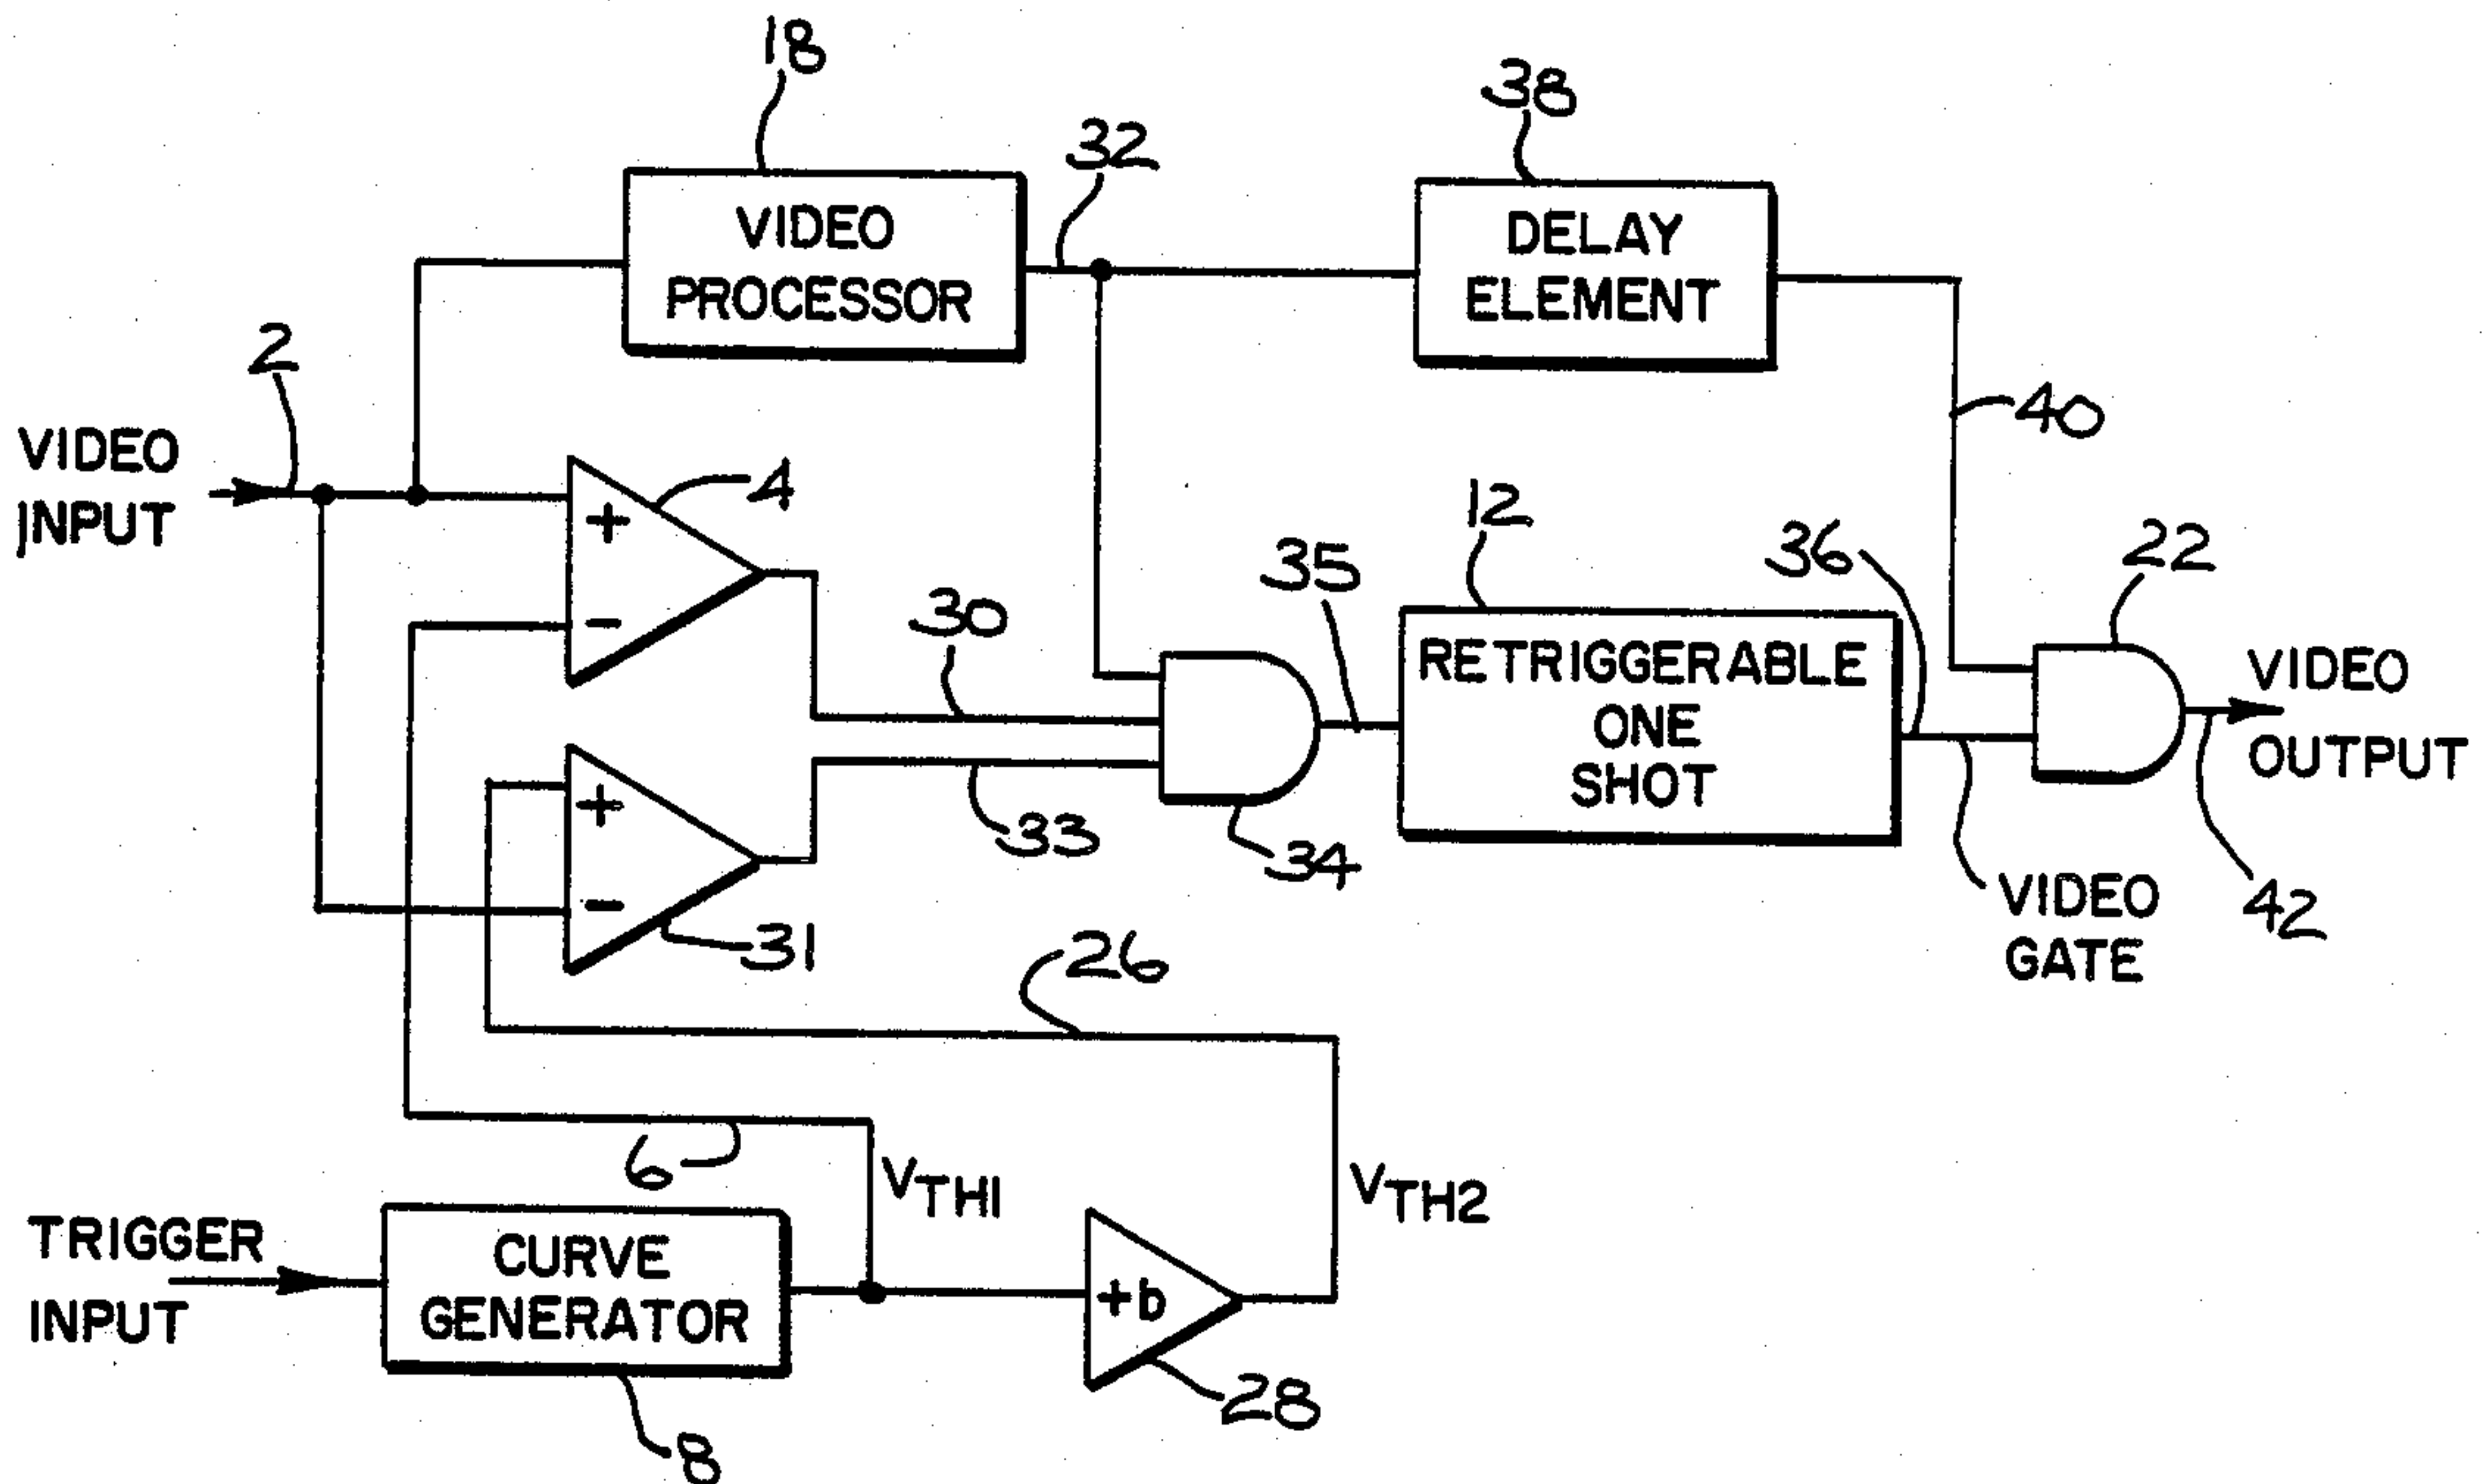 18
38
32
VIDEO
PROCESSOR
DELAY
ELEMENT
2
40
VIDEO
INPUT
+
-
4
30
35
12
36
22
RETRIGGERABLE
ONE
SHOT
VIDEO
OUTPUT
+
-
33
34
31
VIDEO
GATE
42
26
6
VTH1
VTH2
TRIGGER
INPUT
CURVE
GENERATOR
+b
28
8